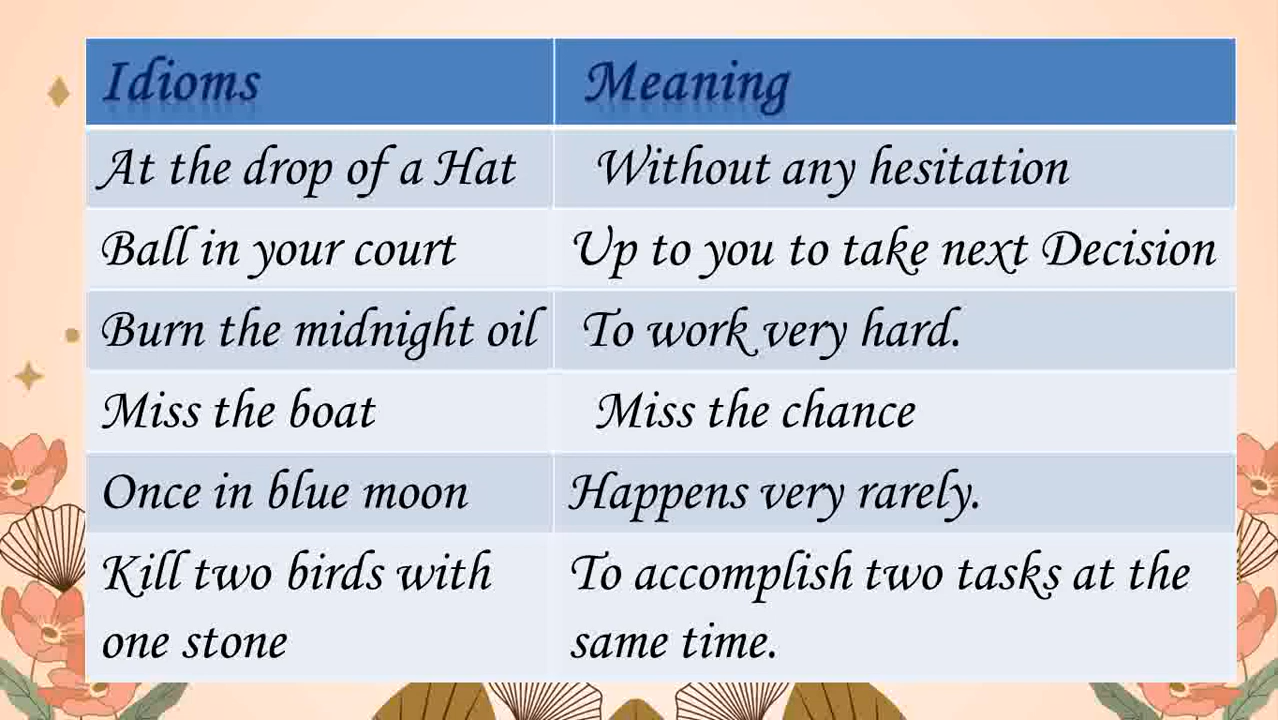 Idioms Meaning
At the drop of a Hat Without any hesitation
Ball in your court Up to you to take next Decision
Burn the midnight oil To work very hard.
Miss the boat Miss the chance
Once in blue moon Happens very rarely.
Kill two birds with To accomplish two tasks at the
one stone same time.